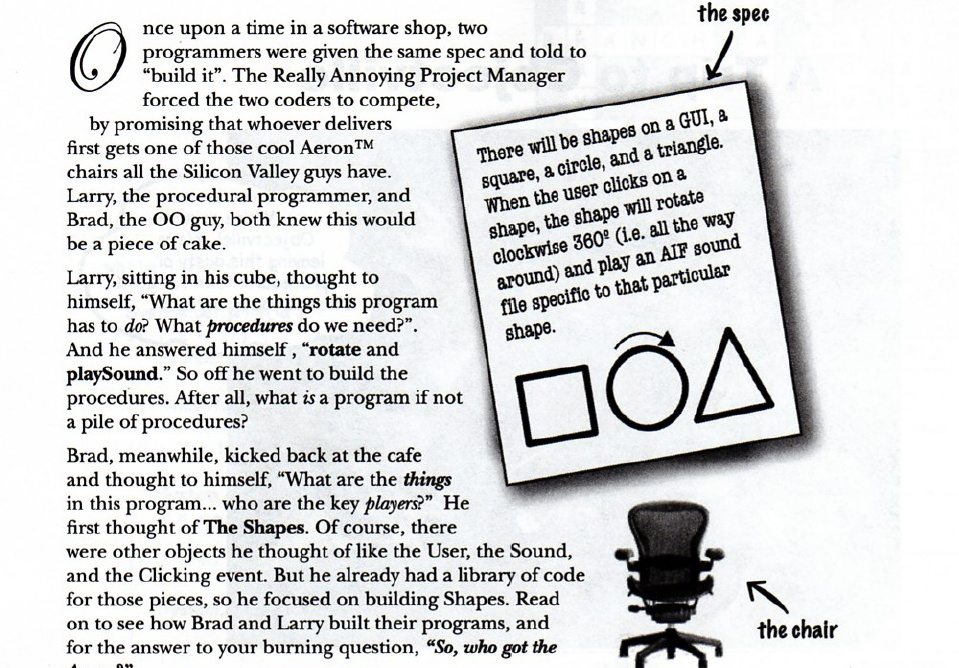 the spec
Once upon a time in a software shop, two
programmers were given the same spec and told to
“build it”. The Really Annoying Project Manager
forced the two coders to compete,
by promising that whoever delivers
first gets one of those cool Aeron™
chairs all the Silicon Valley guys have.
Larry, the procedural programmer, and
Brad, the OO guy, both knew this would
be a piece of cake.
Larry, sitting in his cube, thought to
himself, “What are the things this program
has to do? What procedures do we need?”.
And he answered himself , “rotate and
playSound.” So off he went to build the
procedures. After all, what is a program if not
a pile of procedures?
Brad, meanwhile, kicked back at the cafe
and thought to himself, “What are the things
in this program... who are the key players?” He
first thought of The Shapes. Of course, there
were other objects he thought of like the User, the Sound,
and the Clicking event. But he already had a library of code
for those pieces, so he focused on building Shapes. Read
on to see how Brad and Larry built their programs, and
for the answer to your burning question, “So, who got the
There will be shapes on a GUI, a
square, a circle, and a triangle.
When the user clicks on a
shape, the shape will rotate
clockwise 360º (i.e. all the way
around) and play an AIF sound
file specific to that particular
shape.
the chair